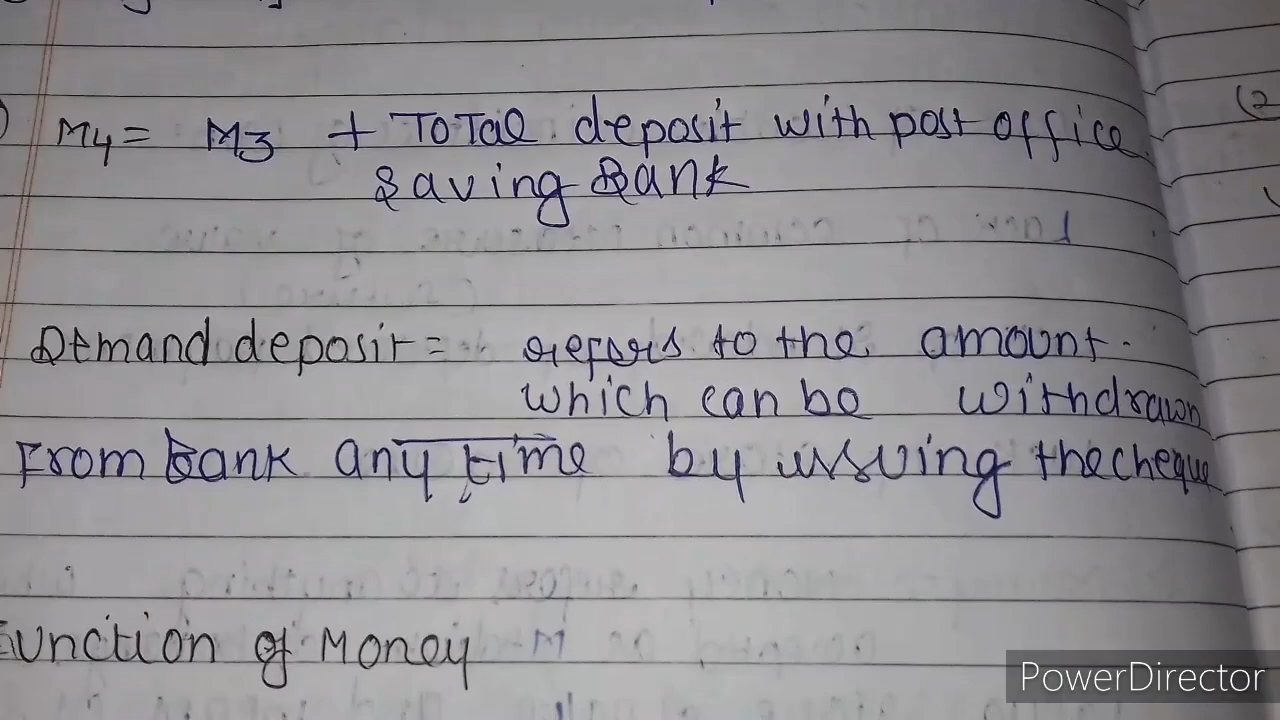 M4 = M3 + Total deposit with post office
Saving Bank
Demand deposit = refers to the amount.
which can be withdrawn
From bank any time by issuing the cheque
Function of Money
PowerDirector